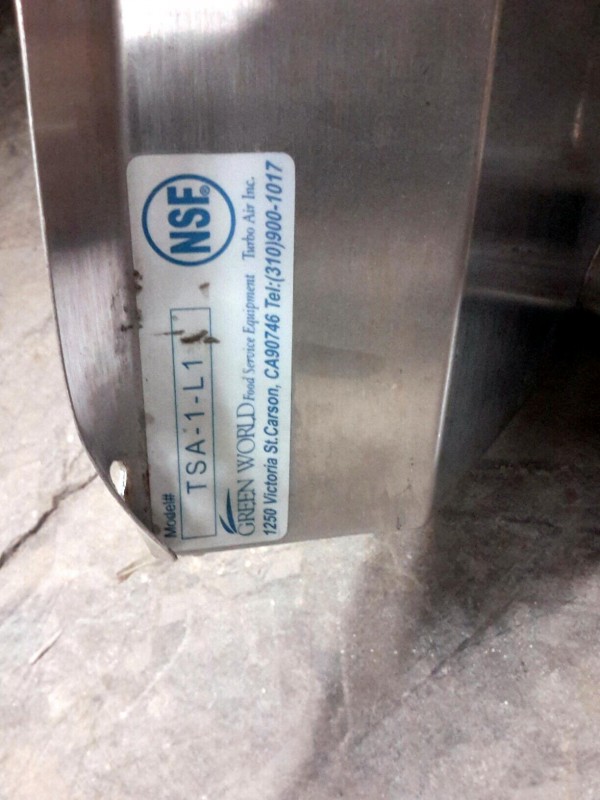 NSF®
Model#
TSA-1-L1
GREEN WORLD Food Service Equipment Turbo Air Inc.
1250 Victoria St.Carson, CA90746 Tel:(310)900-1017